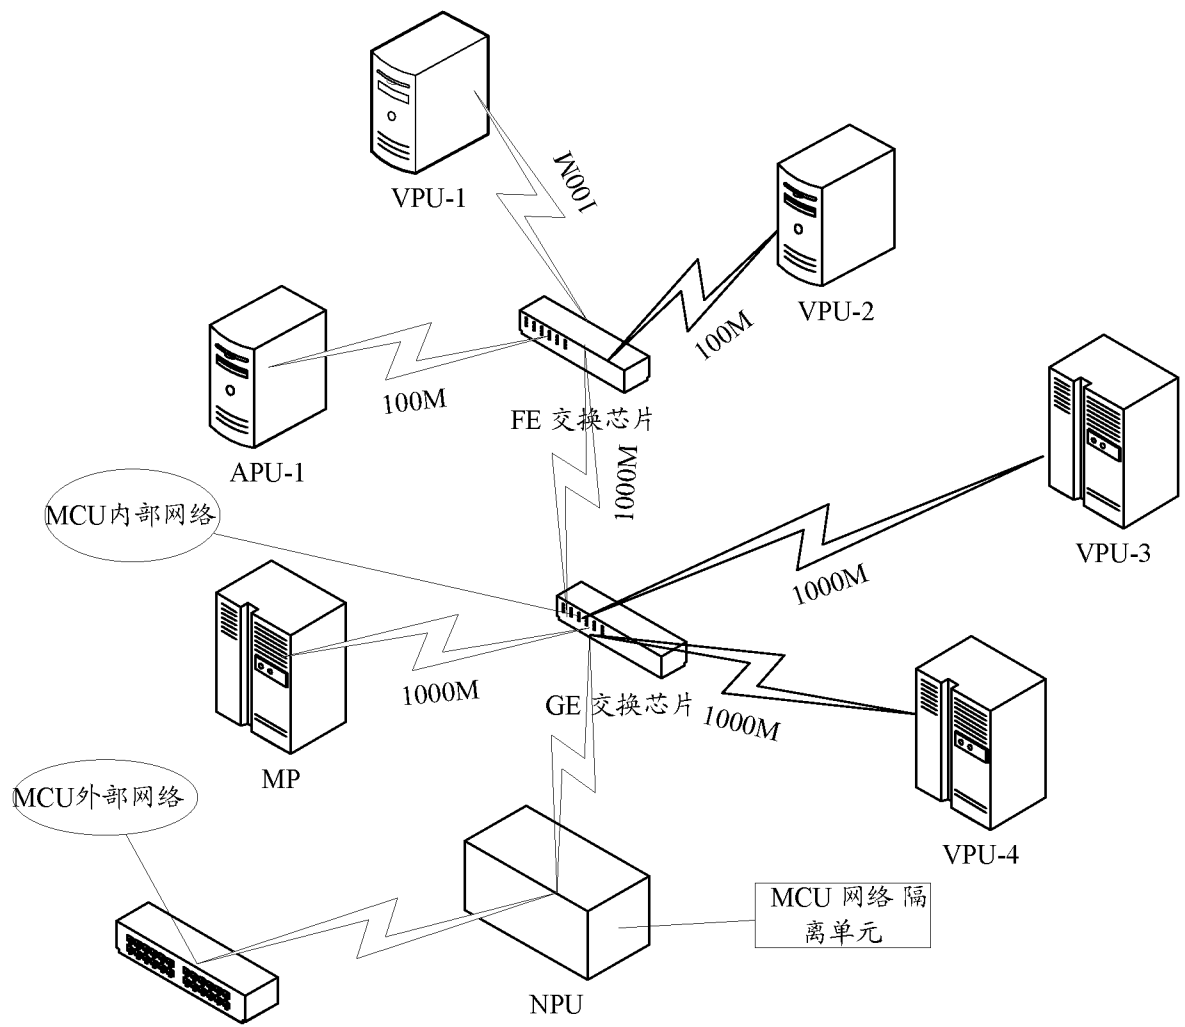 VPU-1
100M
VPU-2
100M
100M
FE 交换芯片
APU-1
1000M
MCU内部网络
VPU-3
1000M
MP
1000M
GE 交换芯片
1000M
VPU-4
MCU外部网络
MCU 网络 隔
离单元
NPU